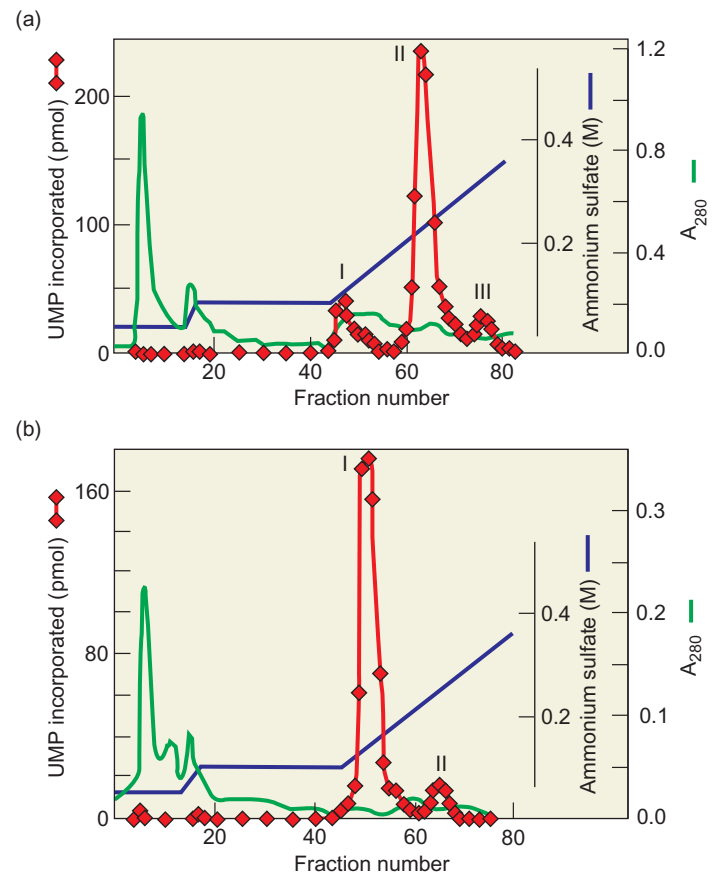 (a)
UMP incorporated (pmol)
200
100
0
I
II
III
0.4
0.2
Ammonium sulfate (M)
1.2
0.8
0.4
0.0
A280
20
40
60
80
Fraction number
(b)
UMP incorporated (pmol)
160
80
0
I
II
0.4
0.2
Ammonium sulfate (M)
0.3
0.2
0.1
0.0
A280
20
40
60
80
Fraction number